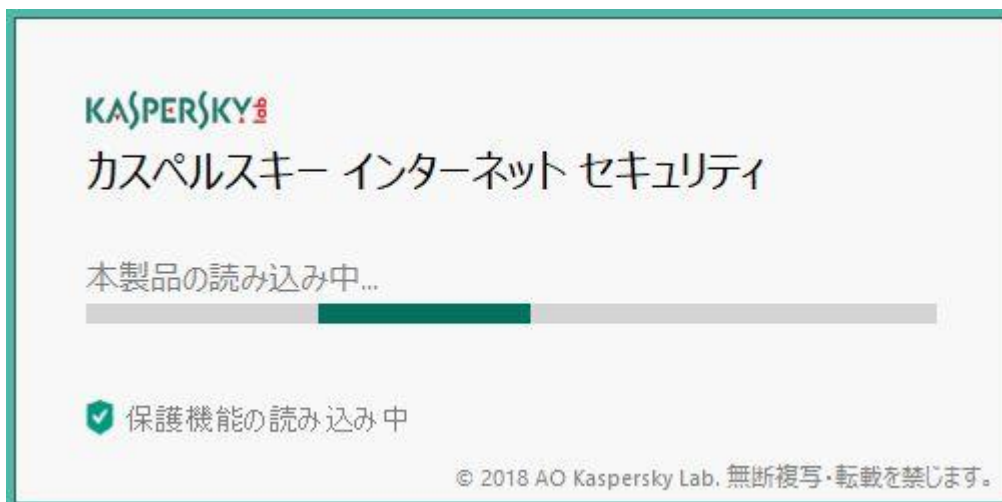 KASPERSKY lab
カスペルスキー インターネット セキュリティ
本製品の読み込み中...
保護機能の読み込み中
© 2018 AO Kaspersky Lab. 無断複写・転載を禁じます。